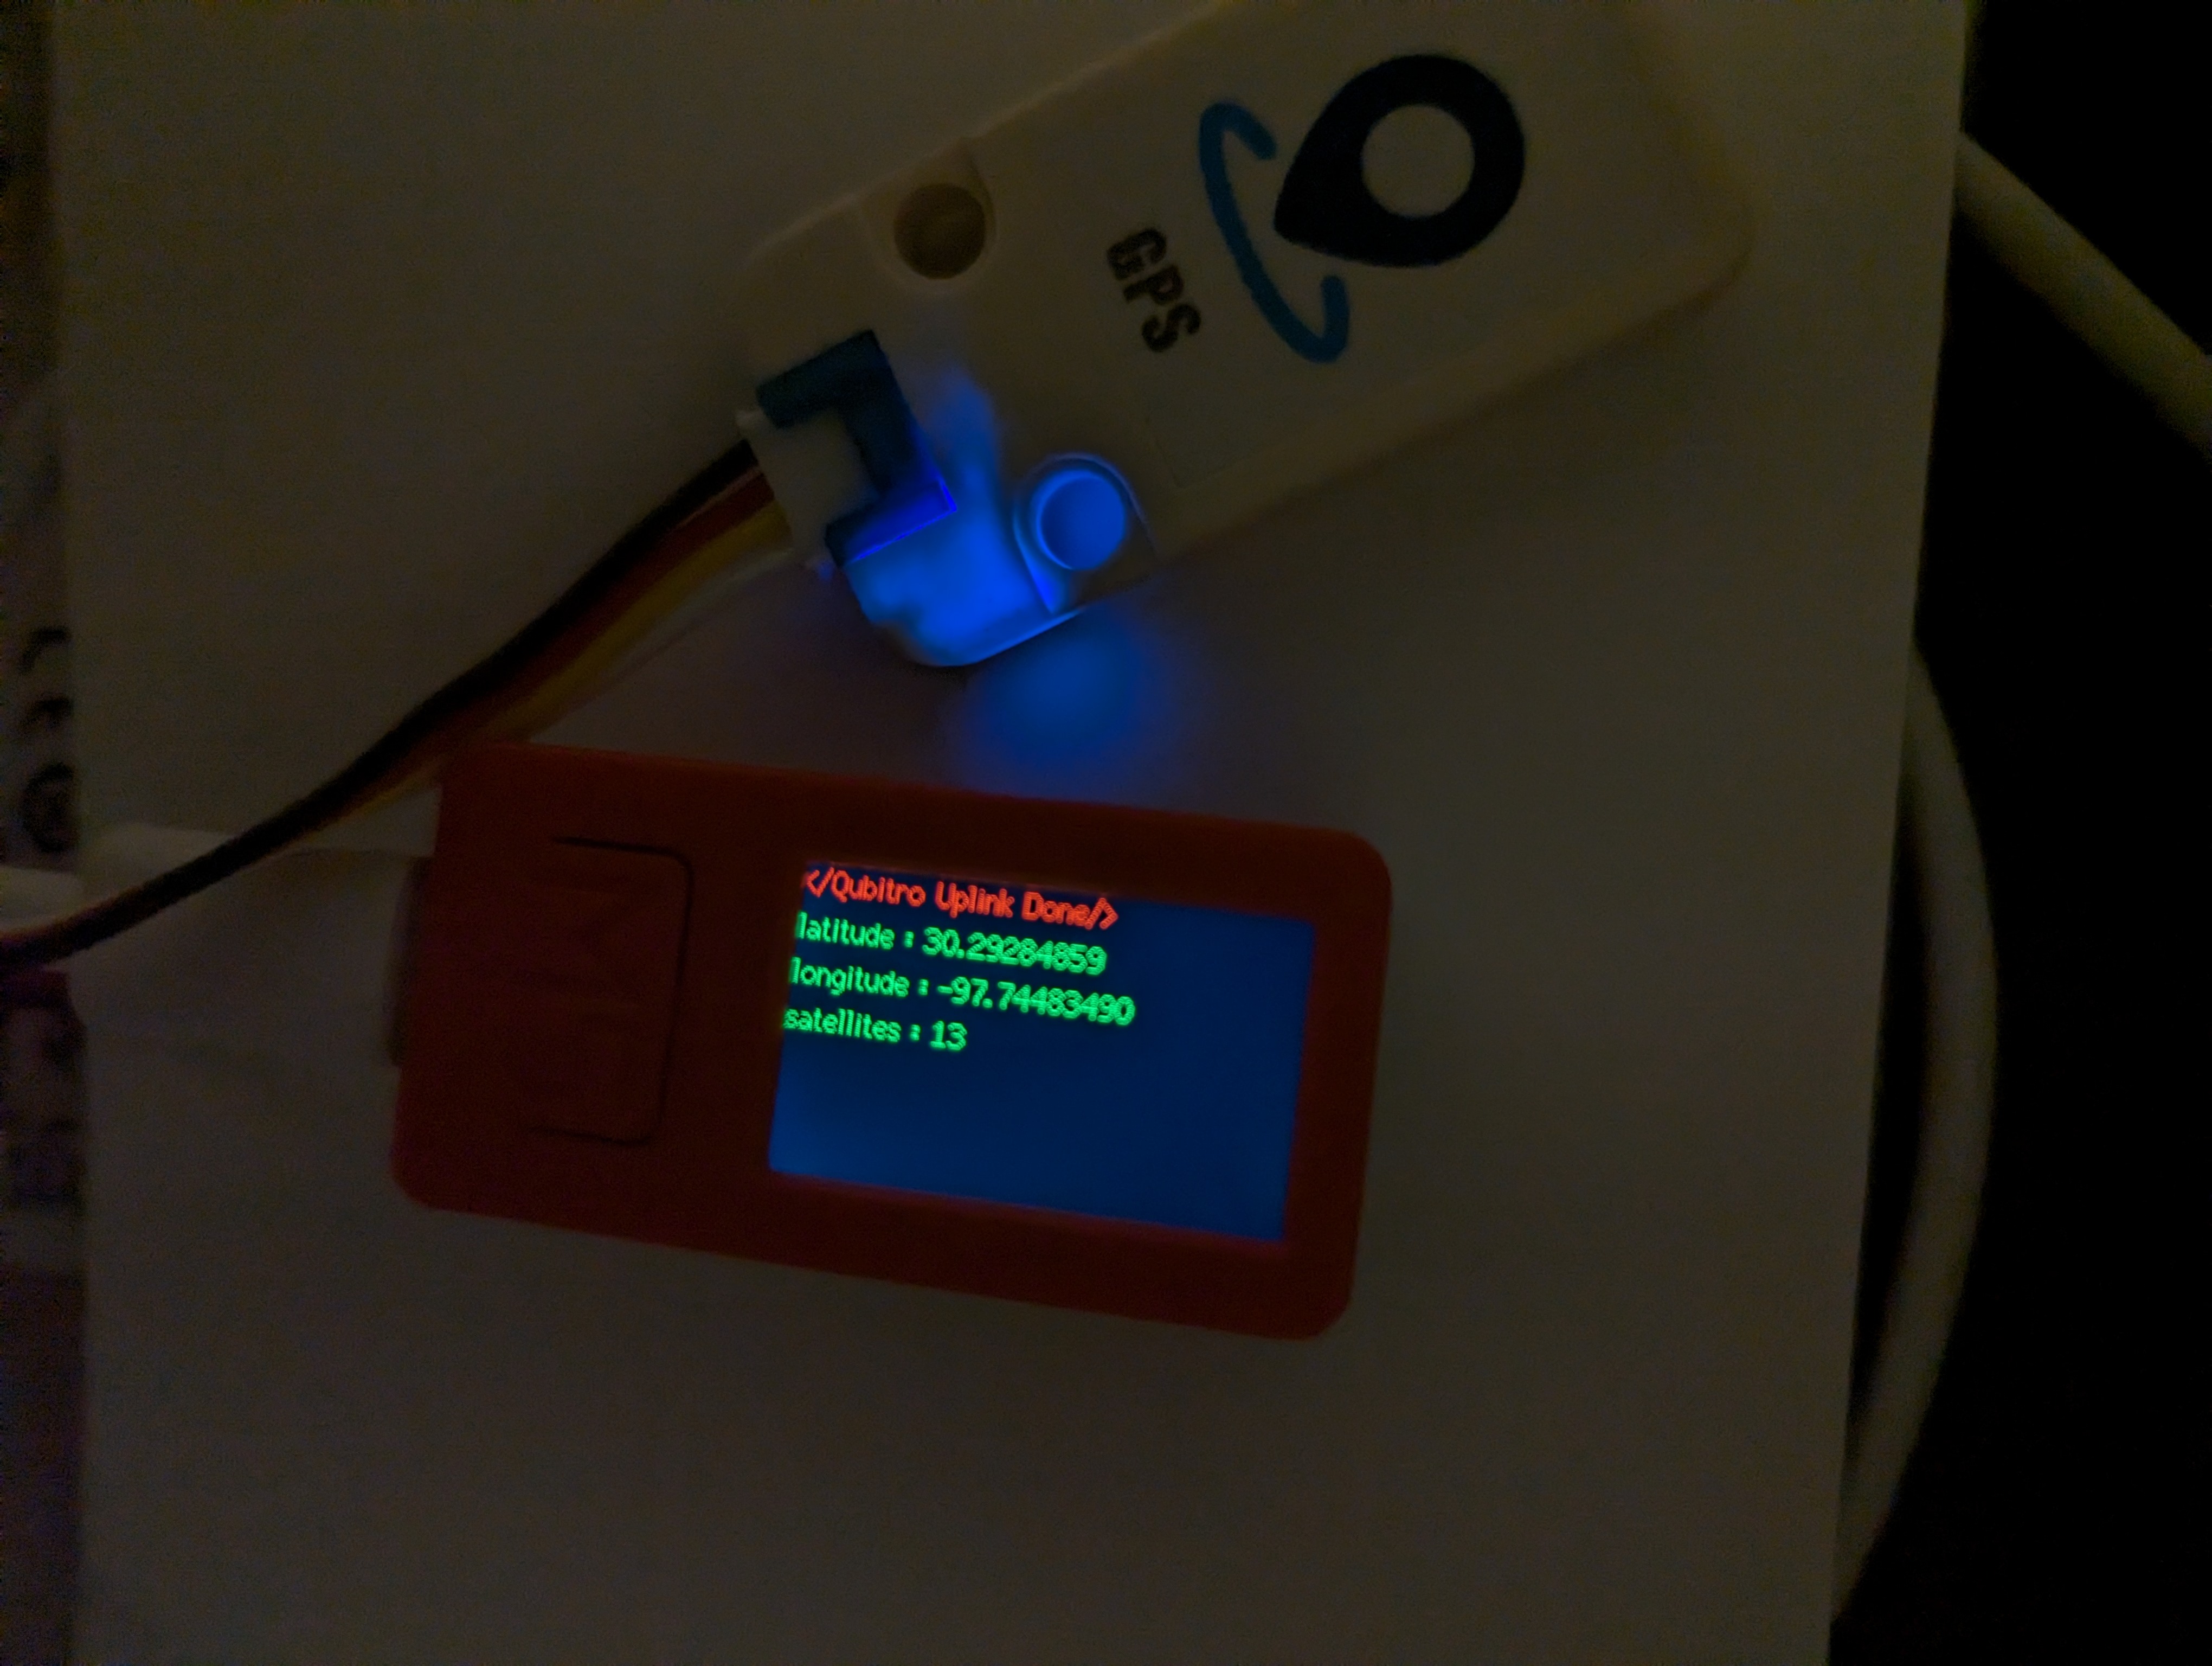 GPS
</Qubitro Uplink Done/>
latitude : 30.29284859
longitude : -97.74483490
satellites : 13